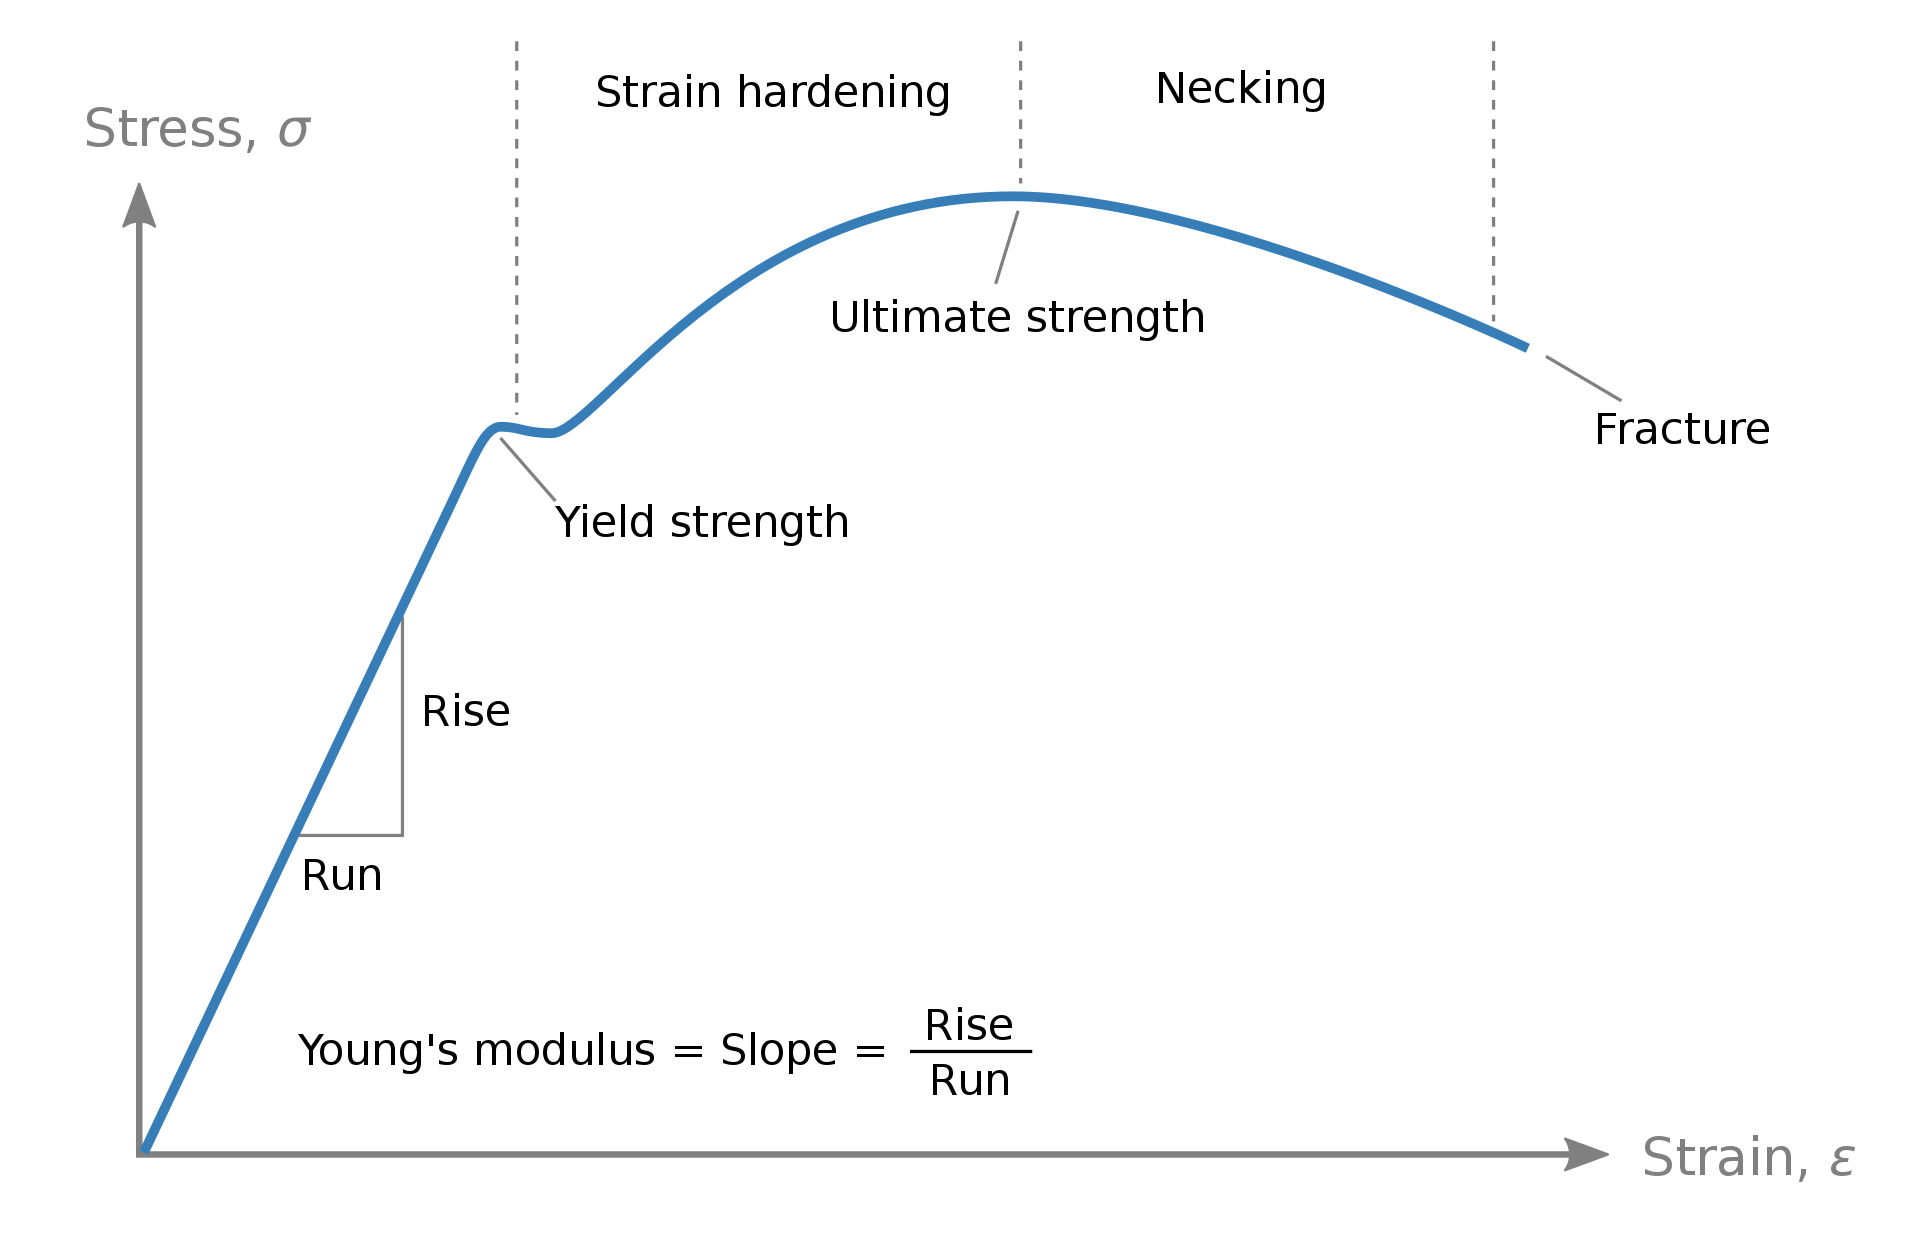 Strain hardening
Necking
Stress, σ
Ultimate strength
Fracture
Yield strength
Rise
Run
Young's modulus = Slope = Rise
Run
Strain, ε